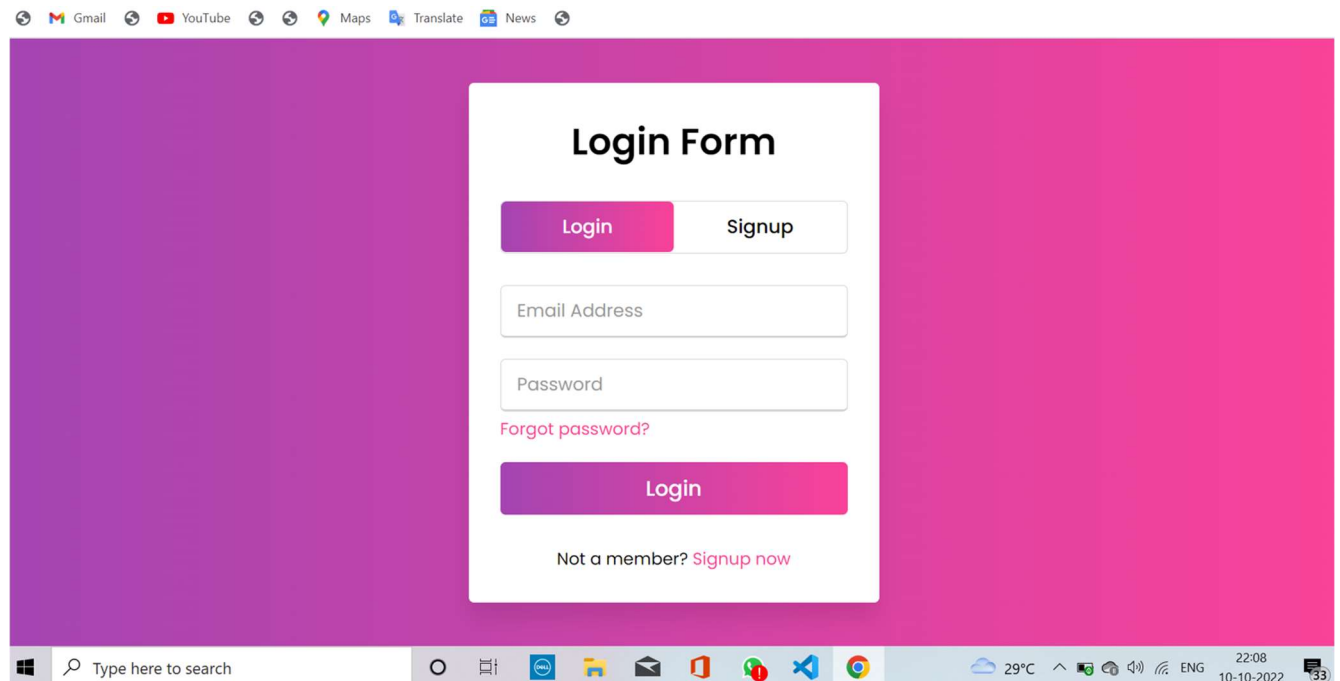 Gmail YouTube Maps Translate News
Login Form
Login Signup
Email Address
Password
Forgot password?
Login
Not a member? Signup now
Type here to search DELL 29°C ENG 22:08
10-10-2022 33